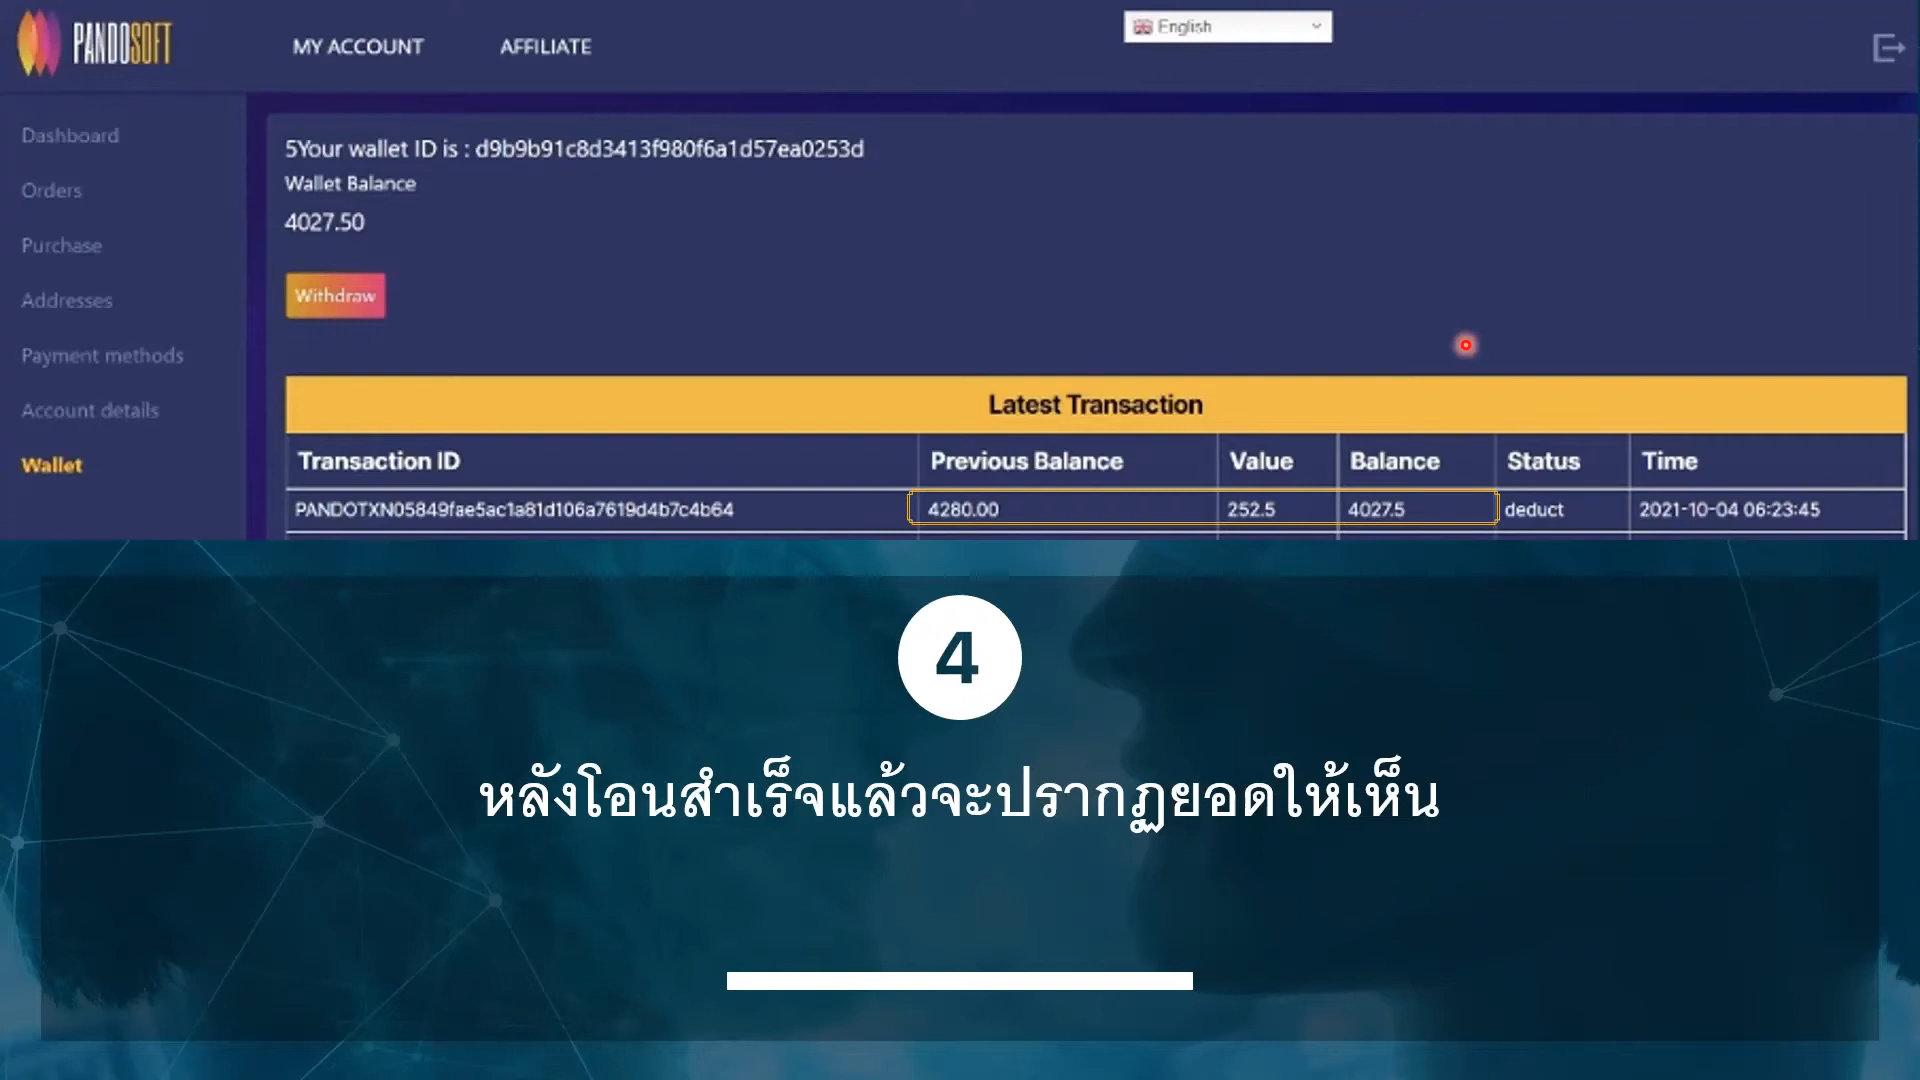 PANDOSOFT
MY ACCOUNT
AFFILIATE
English
Dashboard
Orders
Purchase
Addresses
Payment methods
Account details
Wallet
5Your wallet ID is : d9b9b91c8d3413f980f6a1d57ea0253d
Wallet Balance
4027.50
Withdraw
Latest Transaction
Transaction ID Previous Balance Value Balance Status Time
PANDOTXN05849fae5ac1a81d106a7619d4b7c4b64 4280.00 252.5 4027.5 deduct 2021-10-04 06:23:45
4
หลังโอนสำเร็จแล้วจะปรากฏยอดให้เห็น